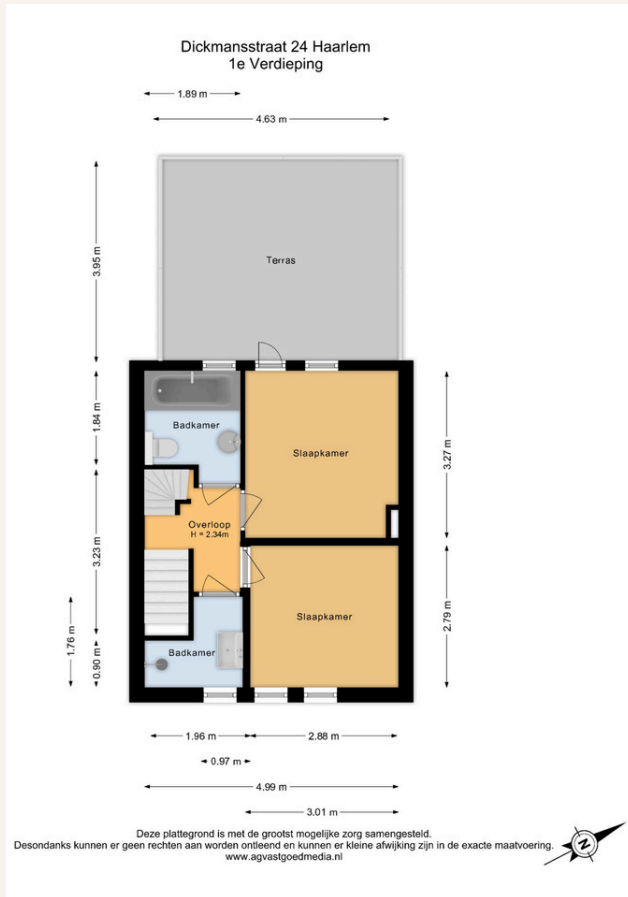 Dickmansstraat 24 Haarlem
1e Verdieping
1.89 m
4.63 m
3.95 m
Terras
1.84 m
Badkamer
Slaapkamer
3.27 m
Overloop
H = 2.34m
3.23 m
1.76 m
0.90 m
Badkamer
Slaapkamer
2.79 m
1.96 m
2.88 m
0.97 m
4.99 m
3.01 m
Deze plattegrond is met de grootst mogelijke zorg samengesteld.
Desondanks kunnen er geen rechten aan worden ontleend en kunnen er kleine afwijking zijn in de exacte maatvoering.
www.agvastgoedmedia.nl
N